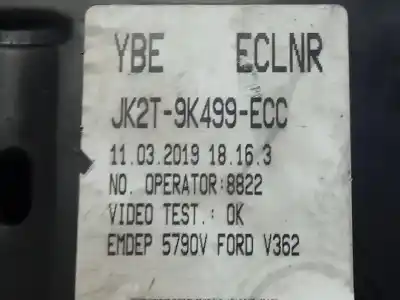 YBE ECLNR
JK2T-9K499-ECC
11.03.2019 18.16.3
NO. OPERATOR:8822
VIDEO TEST.: OK
EMDEP 5790V FORD V362